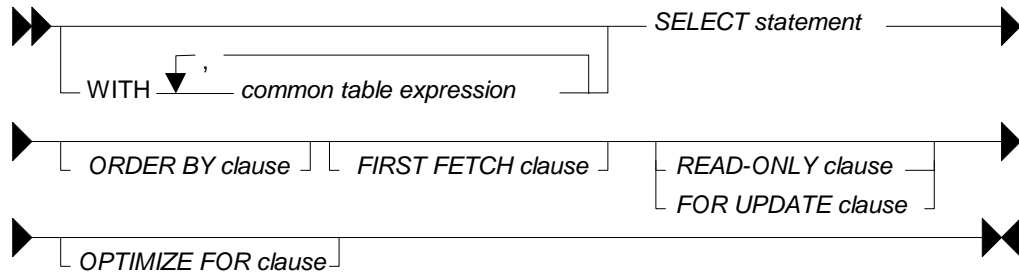 SELECT statement
,
WITH common table expression
ORDER BY clause FIRST FETCH clause READ-ONLY clause
FOR UPDATE clause
OPTIMIZE FOR clause